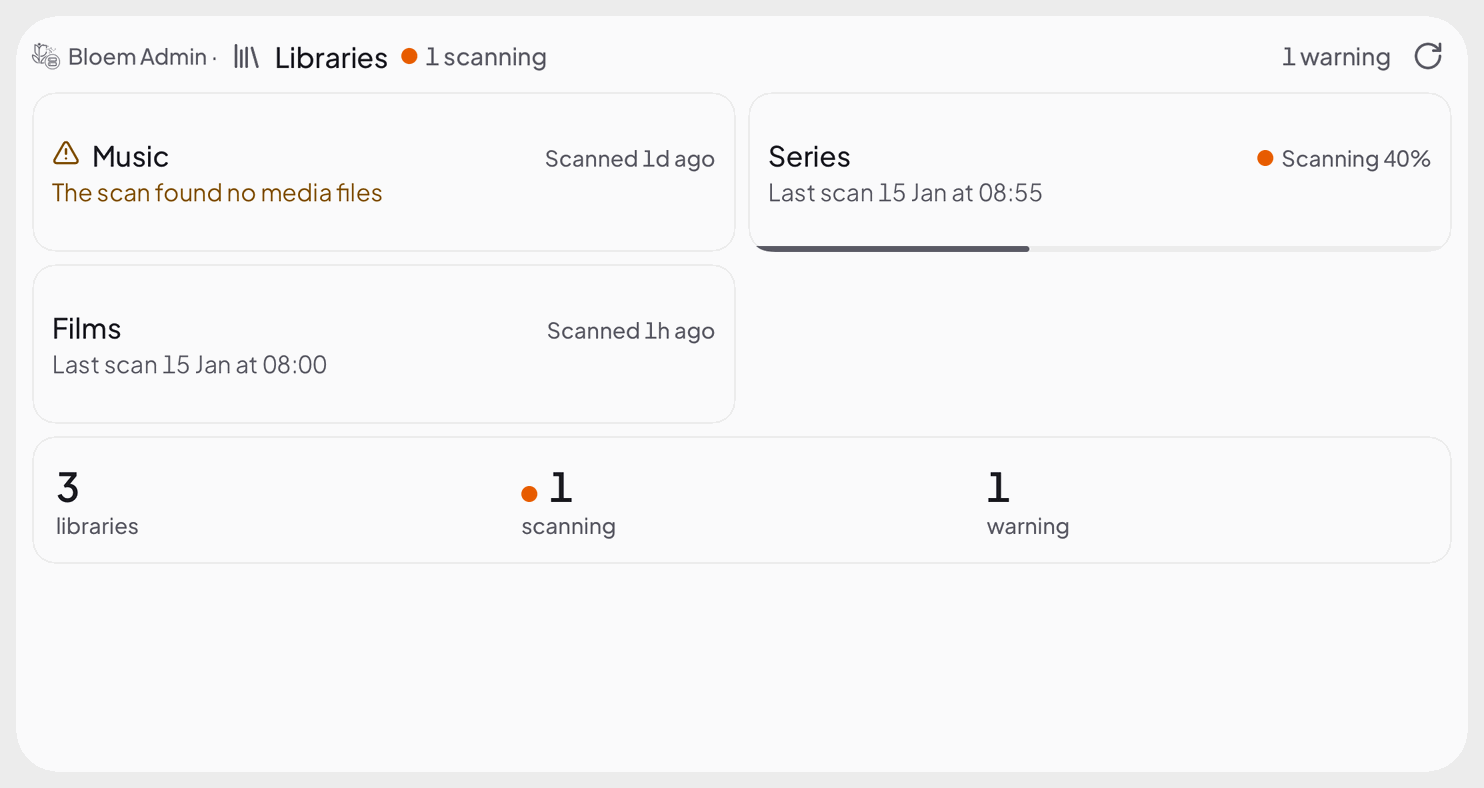 Bloem Admin · Libraries 1 scanning 1 warning
Music Scanned 1d ago
The scan found no media files
Series Scanning 40%
Last scan 15 Jan at 08:55
Films Scanned 1h ago
Last scan 15 Jan at 08:00
3 1 1
libraries scanning warning